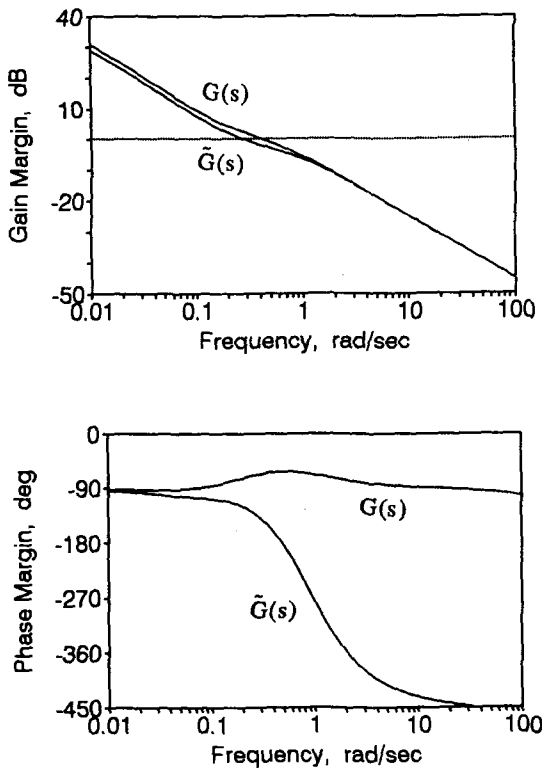 40
10
-20
-50
Gain Margin, dB
G(s)
G̃(s)
0.01
0.1
1
10
100
Frequency, rad/sec
0
-90
-180
-270
-360
-450
Phase Margin, deg
G(s)
G̃(s)
0.01
0.1
1
10
100
Frequency, rad/sec